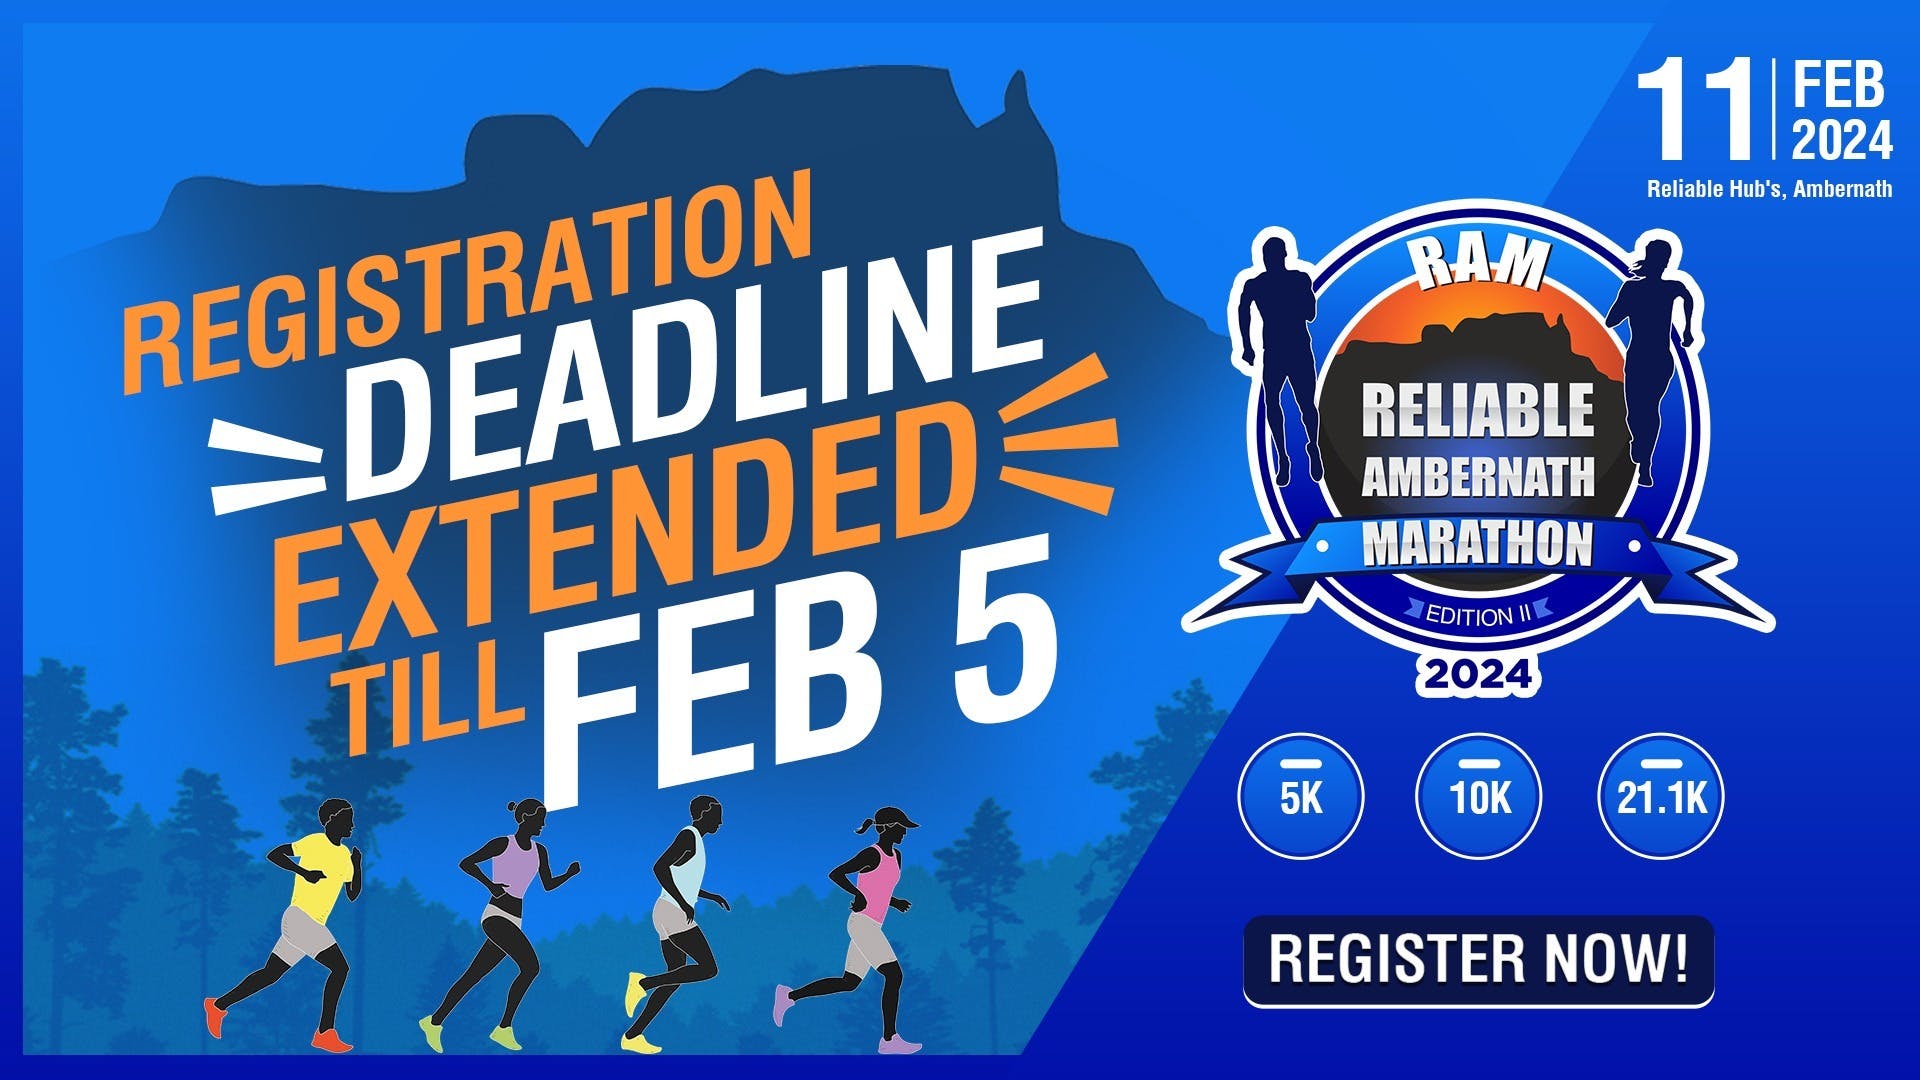 REGISTRATION
DEADLINE
EXTENDED
TILL FEB 5
11 FEB
2024
Reliable Hub's, Ambernath
RAM
RELIABLE
AMBERNATH
MARATHON
EDITION II
2024
5K 10K 21.1K
REGISTER NOW!